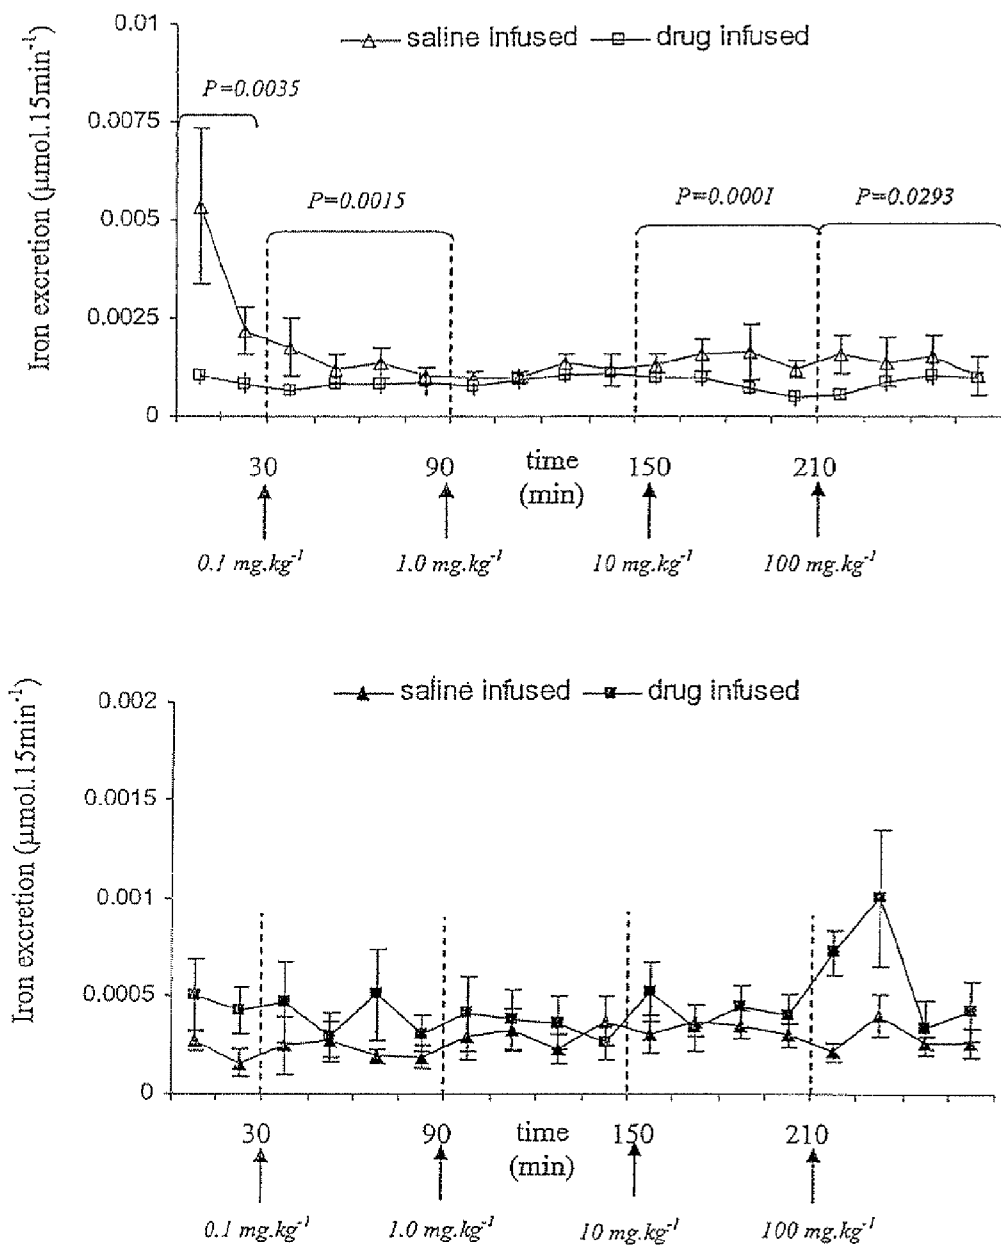 0.01
saline infused drug infused
P=0.0035
0.0075
P=0.0015 P=0.0001 P=0.0293
0.005
0.0025
0
Iron excretion (µmol.15min⁻¹)
30 90 time 150 210
(min)
0.1 mg.kg⁻¹ 1.0 mg.kg⁻¹ 10 mg.kg⁻¹ 100 mg.kg⁻¹
saline infused drug infused
0.002
0.0015
0.001
0.0005
0
Iron excretion (µmol.15min⁻¹)
30 90 time 150 210
(min)
0.1 mg.kg⁻¹ 1.0 mg.kg⁻¹ 10 mg.kg⁻¹ 100 mg.kg⁻¹